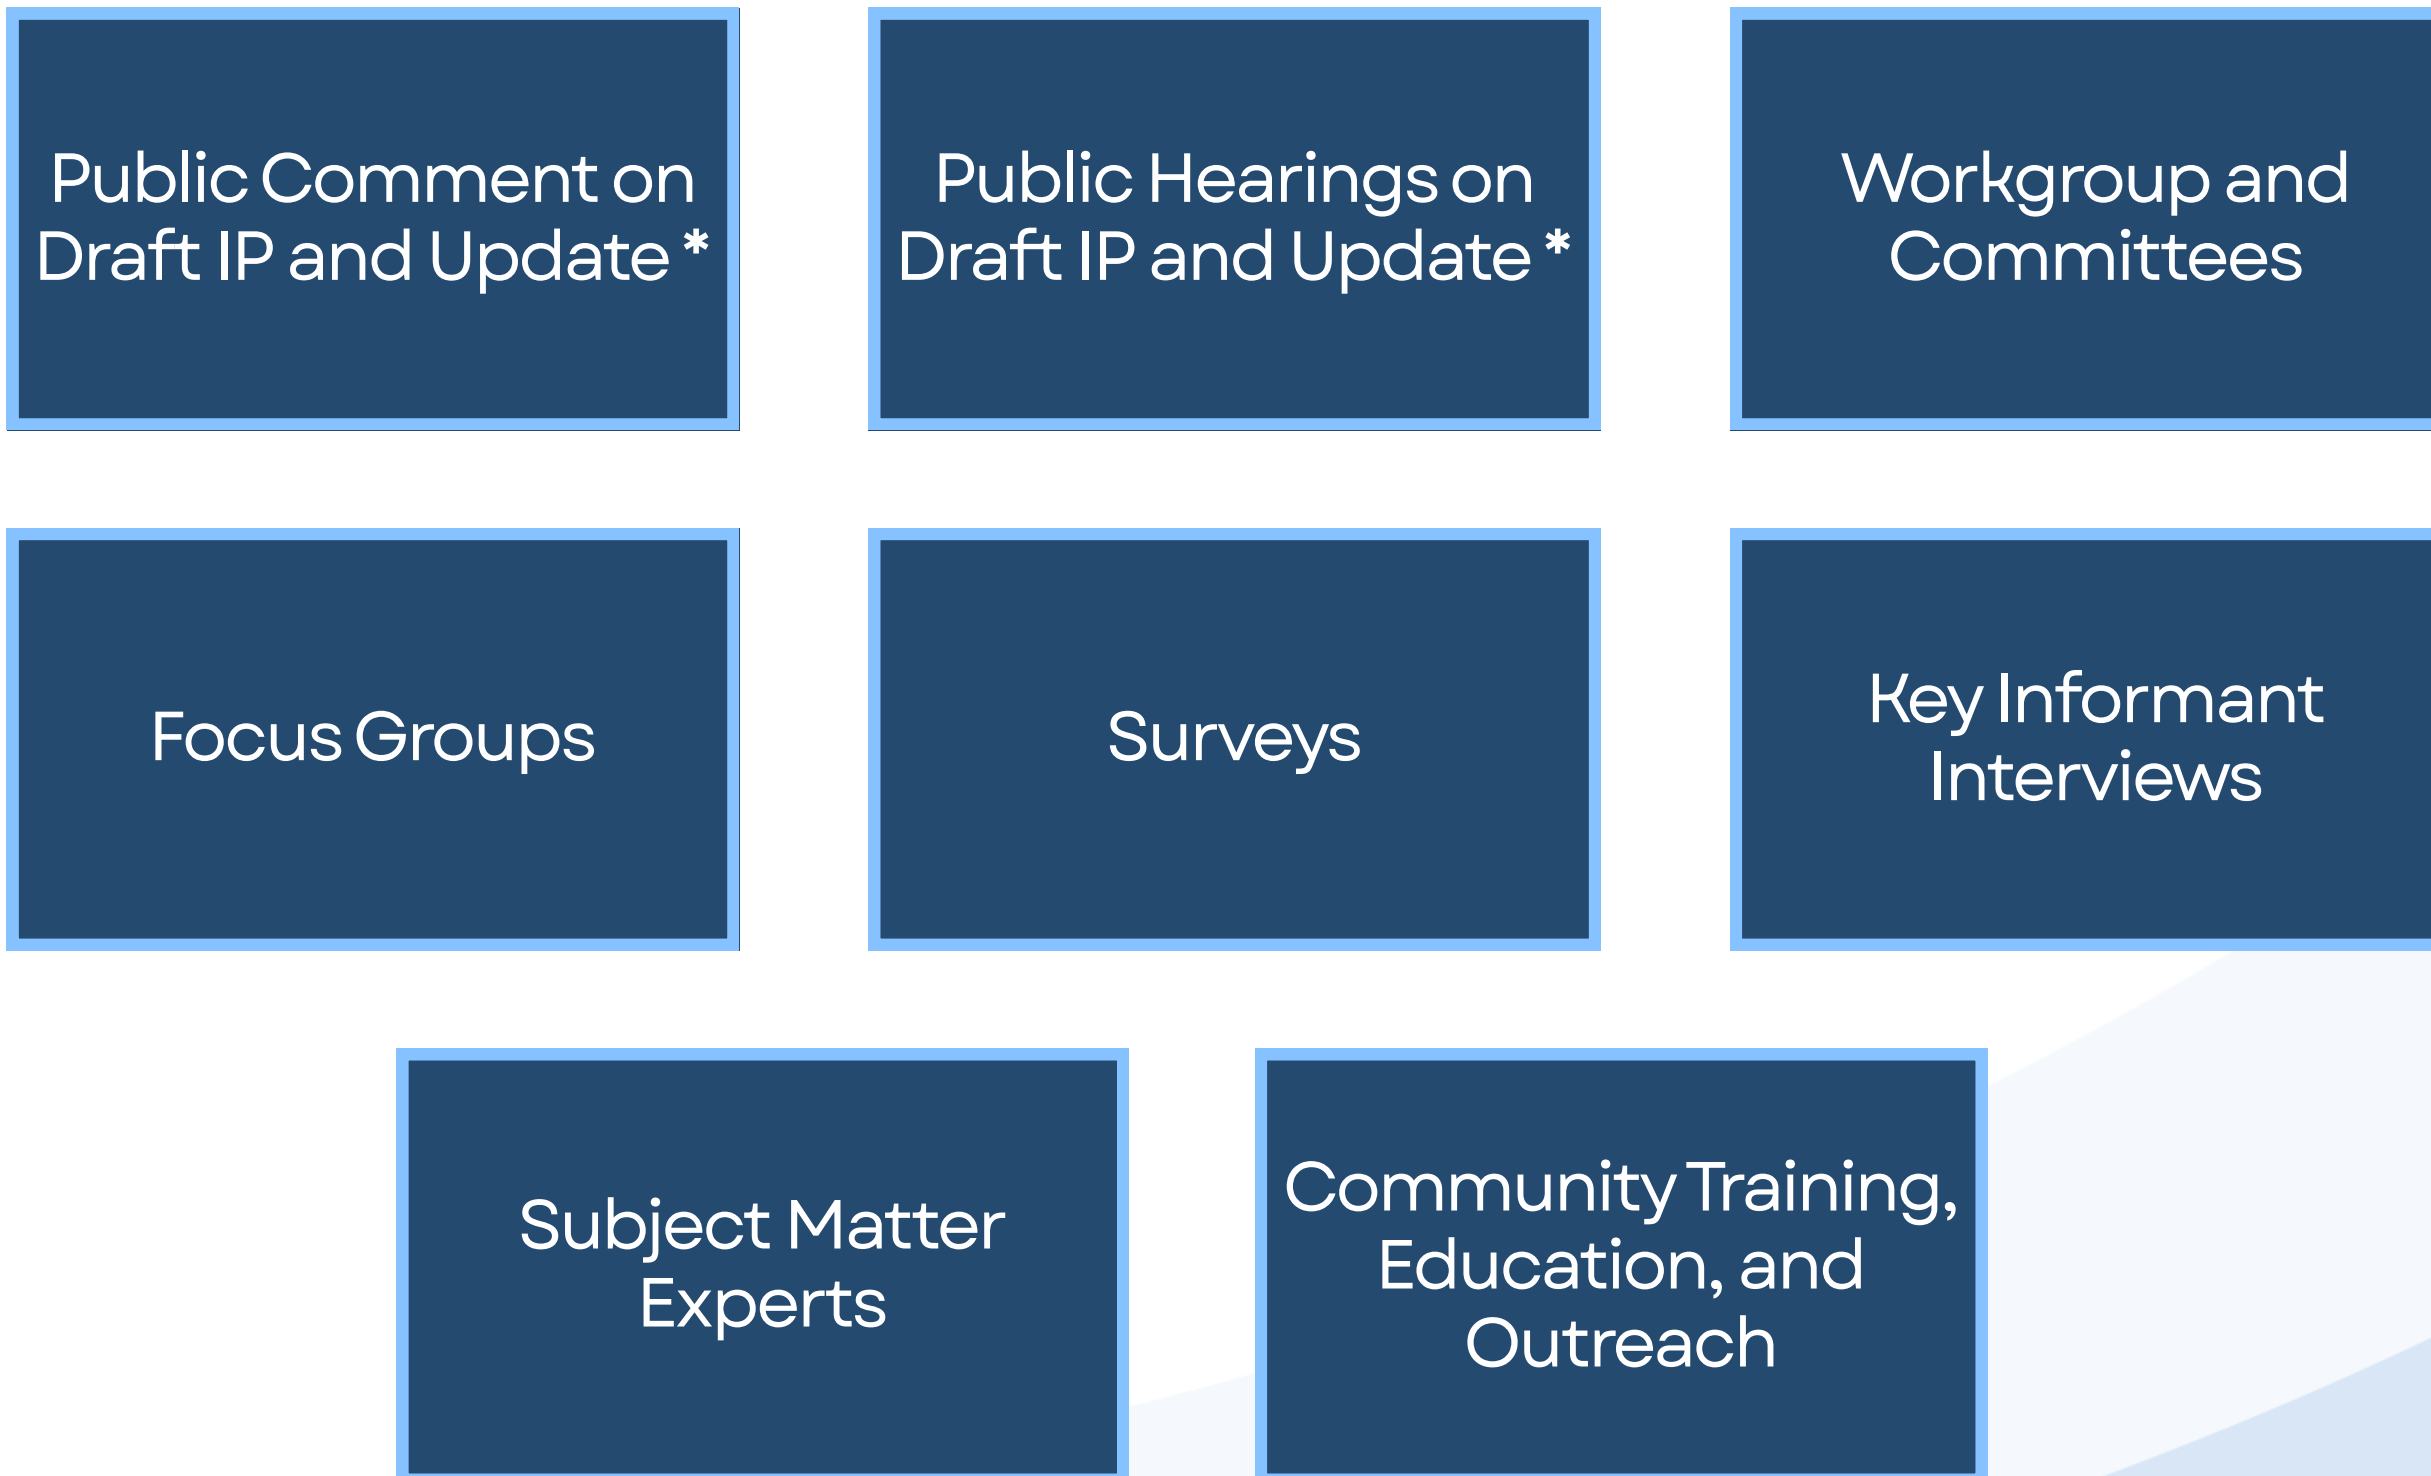 Public Comment on
Draft IP and Update *
Public Hearings on
Draft IP and Update *
Workgroup and
Committees
Focus Groups
Surveys
Key Informant
Interviews
Subject Matter
Experts
Community Training,
Education, and
Outreach